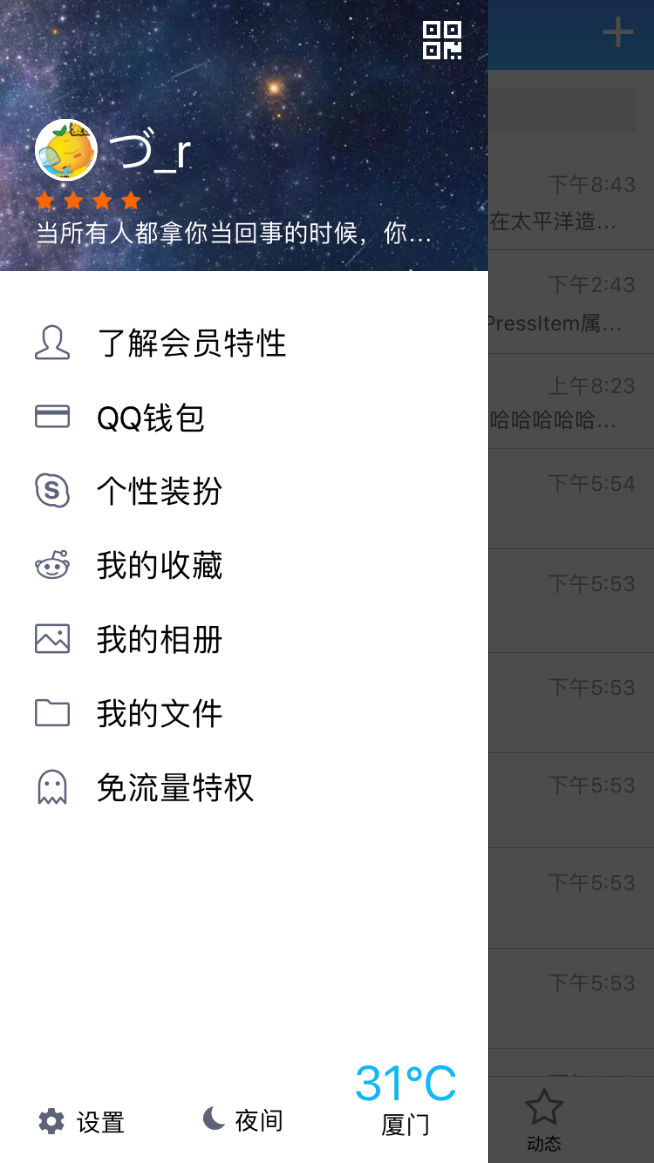 づ_r
当所有人都拿你当回事的时候，你...
了解会员特性
QQ钱包
个性装扮
我的收藏
我的相册
我的文件
免流量特权
设置
夜间
31°C
厦门
下午8:43
在太平洋造...
下午2:43
PressItem属...
上午8:23
哈哈哈哈哈...
下午5:54
下午5:53
下午5:53
下午5:53
下午5:53
下午5:53
动态